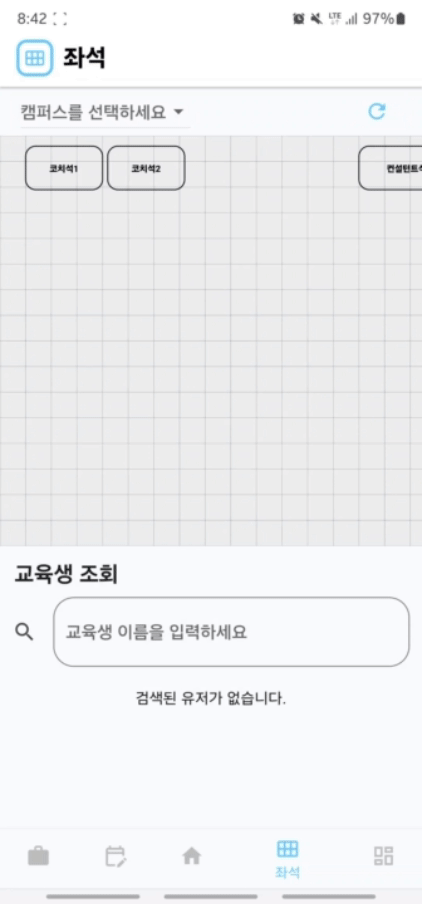 8:42
LTE
97%
좌석
캠퍼스를 선택하세요
코치석1
코치석2
컨설턴트석
교육생 조회
교육생 이름을 입력하세요
검색된 유저가 없습니다.
좌석